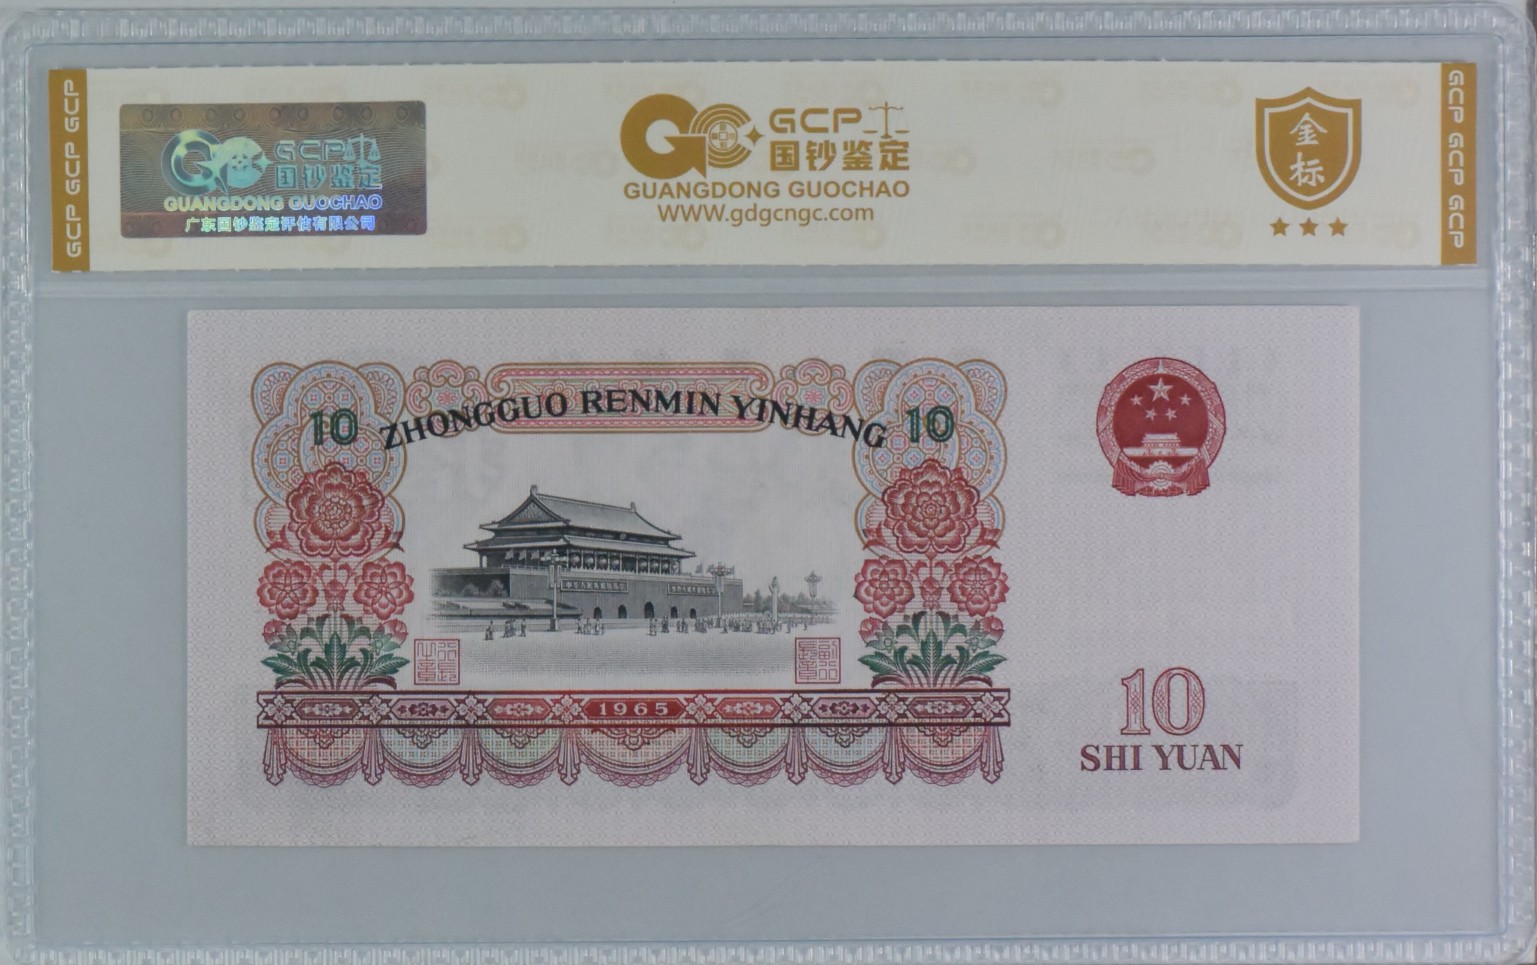 GCP GCP GCP
GCP
国钞鉴定
GUANGDONG GUOCHAO
广东国钞鉴定评估有限公司
GCP
国钞鉴定
GUANGDONG GUOCHAO
WWW.gdgcngc.com
金
标
GCP GCP GCP
10 ZHONGGUO RENMIN YINHANG 10
1965
10
SHI YUAN